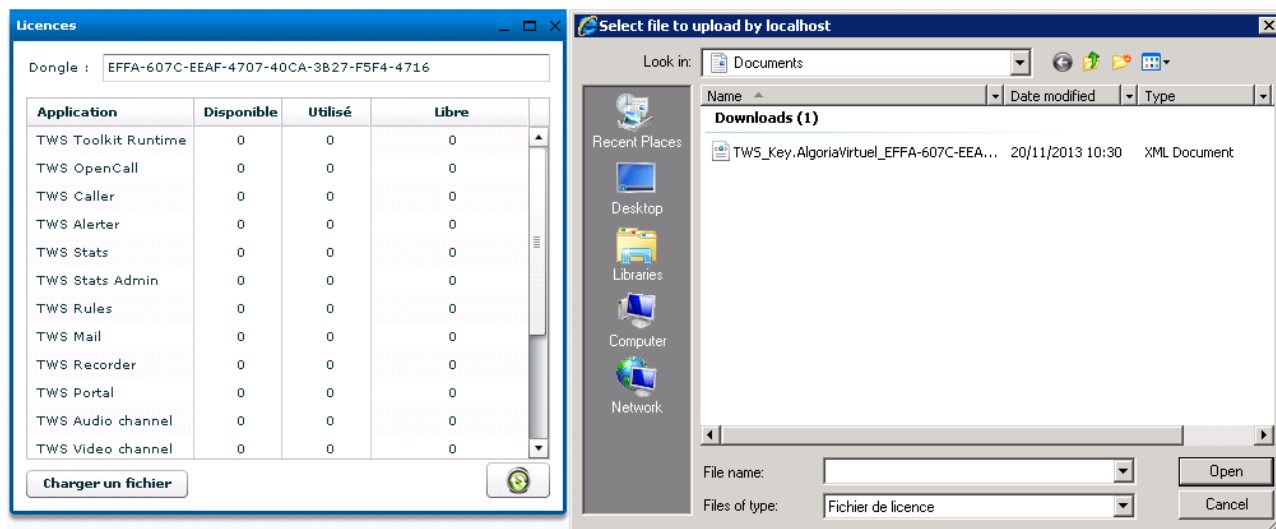 Licences
Dongle : EFFA-607C-EEAF-4707-40CA-3B27-F5F4-4716
Application Disponible Utilisé Libre
TWS Toolkit Runtime 0 0 0
TWS OpenCall 0 0 0
TWS Caller 0 0 0
TWS Alerter 0 0 0
TWS Stats 0 0 0
TWS Stats Admin 0 0 0
TWS Rules 0 0 0
TWS Mail 0 0 0
TWS Recorder 0 0 0
TWS Portal 0 0 0
TWS Audio channel 0 0 0
TWS Video channel 0 0 0
Charger un fichier
Select file to upload by localhost
Look in: Documents
Recent Places
Desktop
Libraries
Computer
Network
Name Date modified Type
Downloads (1)
TWS_Key.AlgoriaVirtuel_EFFA-607C-EEA... 20/11/2013 10:30 XML Document
File name: Open
Files of type: Fichier de licence Cancel